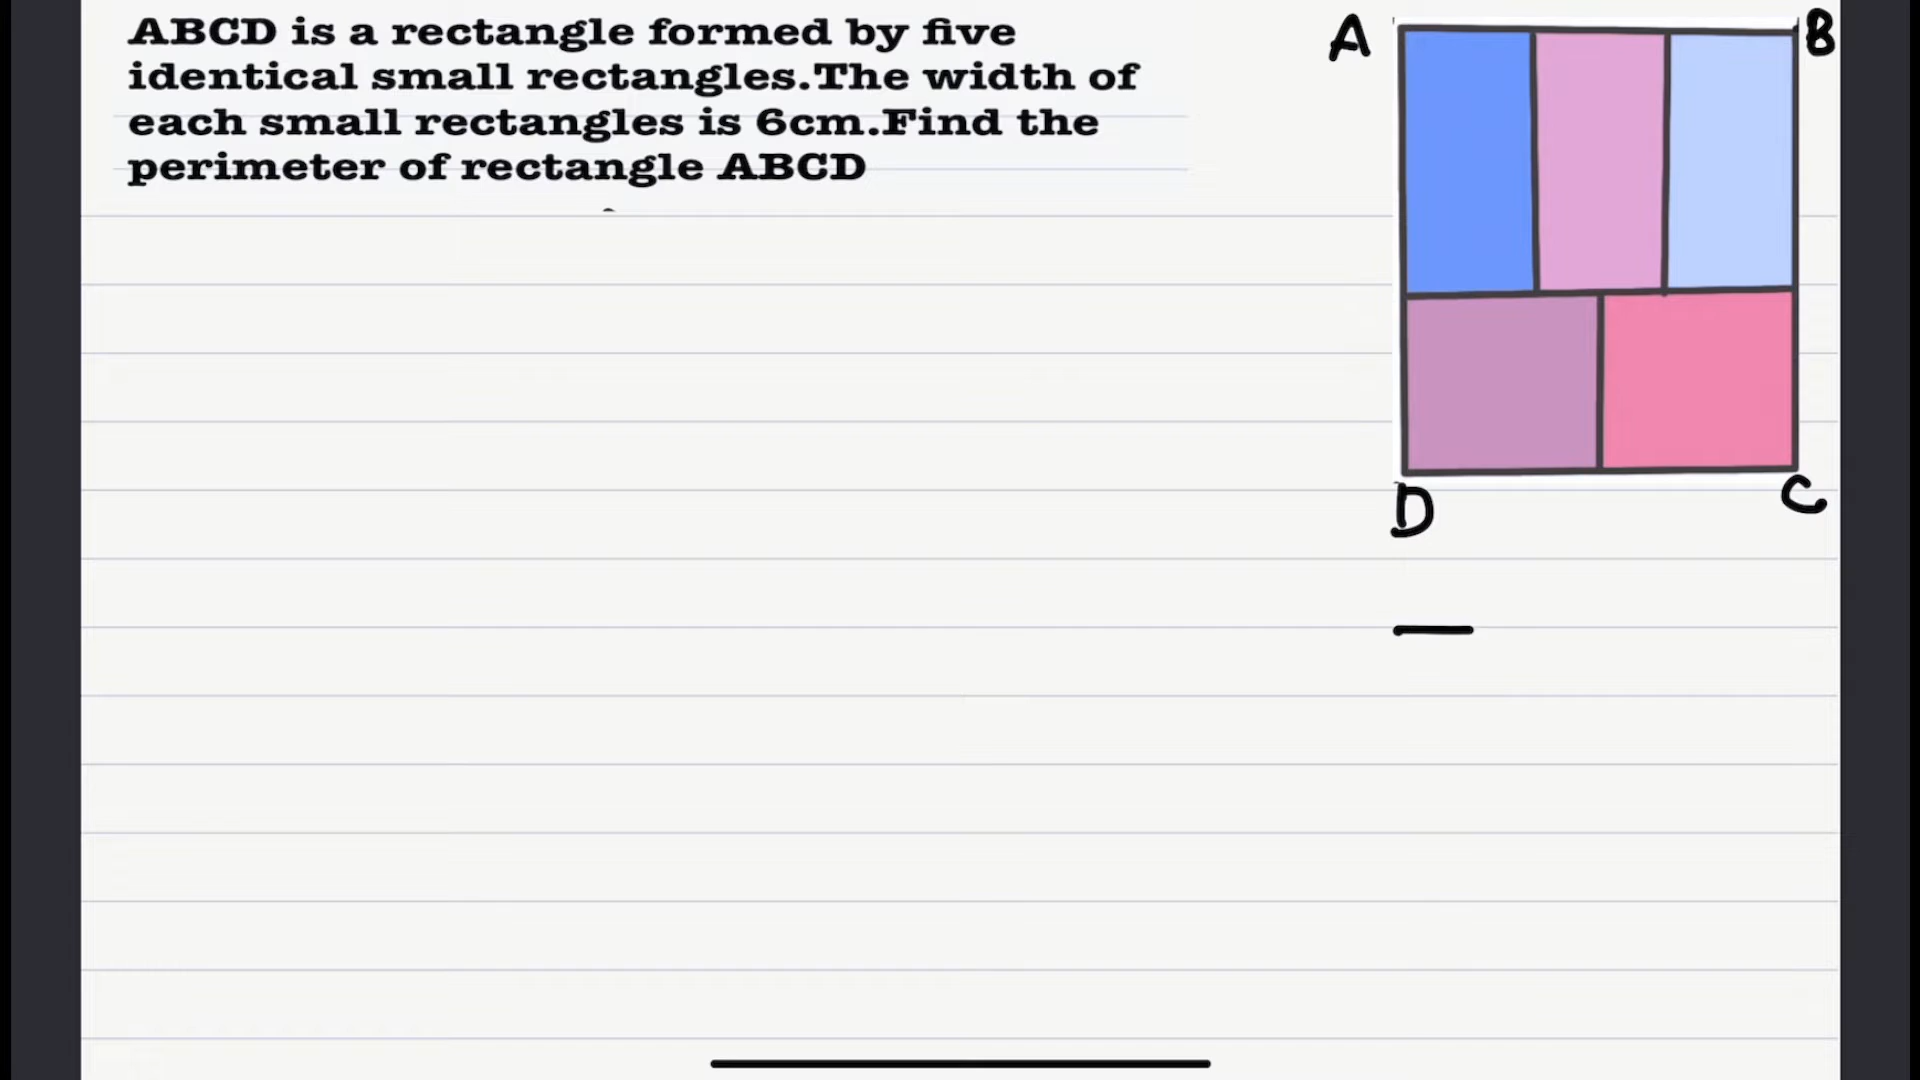 ABCD is a rectangle formed by five
identical small rectangles.The width of
each small rectangles is 6cm.Find the
perimeter of rectangle ABCD
A
B
D
C